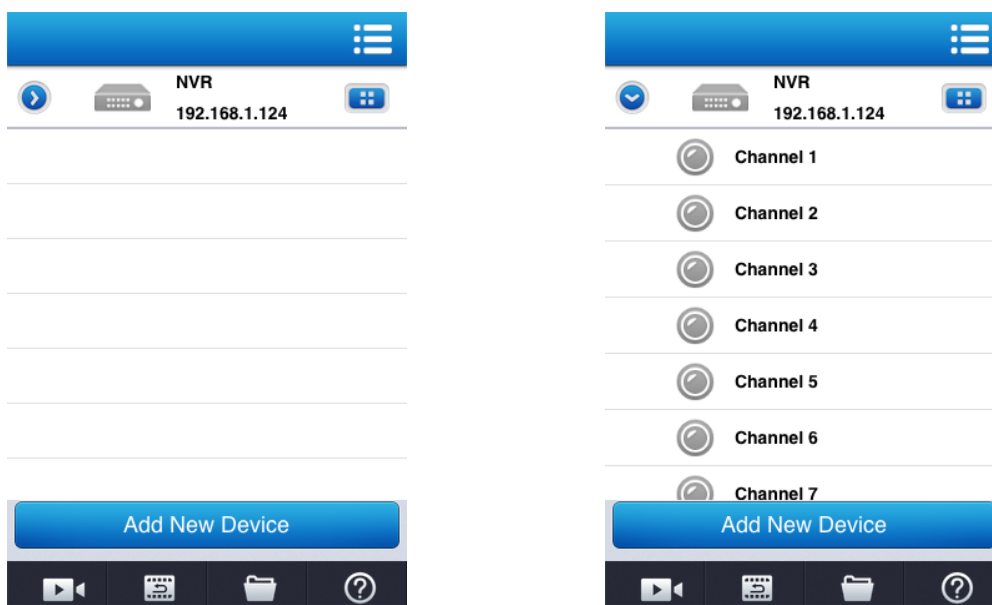 NVR
192.168.1.124
Add New Device
NVR
192.168.1.124
Channel 1
Channel 2
Channel 3
Channel 4
Channel 5
Channel 6
Channel 7
Add New Device